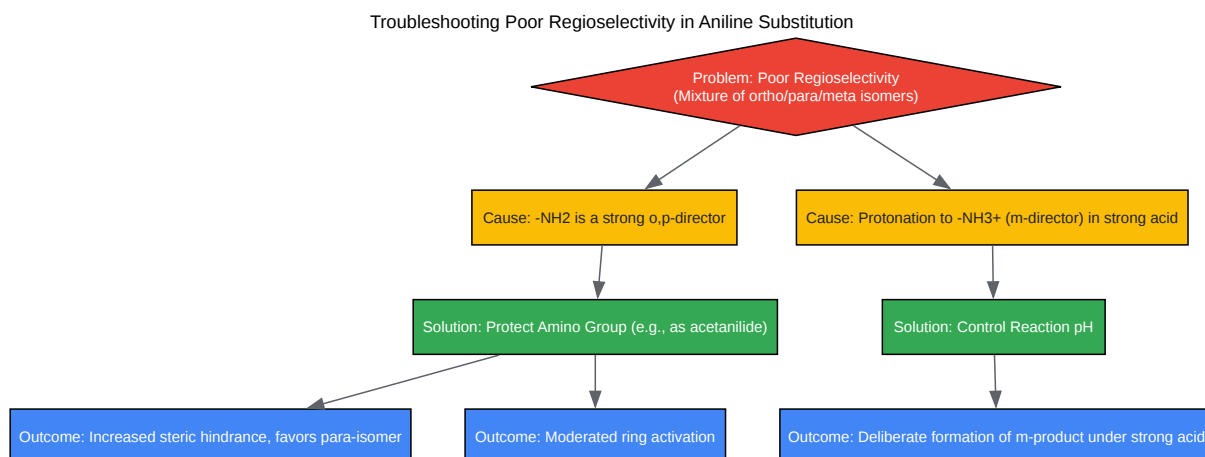 Troubleshooting Poor Regioselectivity in Aniline Substitution
Problem: Poor Regioselectivity
(Mixture of ortho/para/meta isomers)
Cause: -NH2 is a strong o,p-director
Cause: Protonation to -NH3+ (m-director) in strong acid
Solution: Protect Amino Group (e.g., as acetanilide)
Solution: Control Reaction pH
Outcome: Increased steric hindrance, favors para-isomer
Outcome: Moderated ring activation
Outcome: Deliberate formation of m-product under strong acid